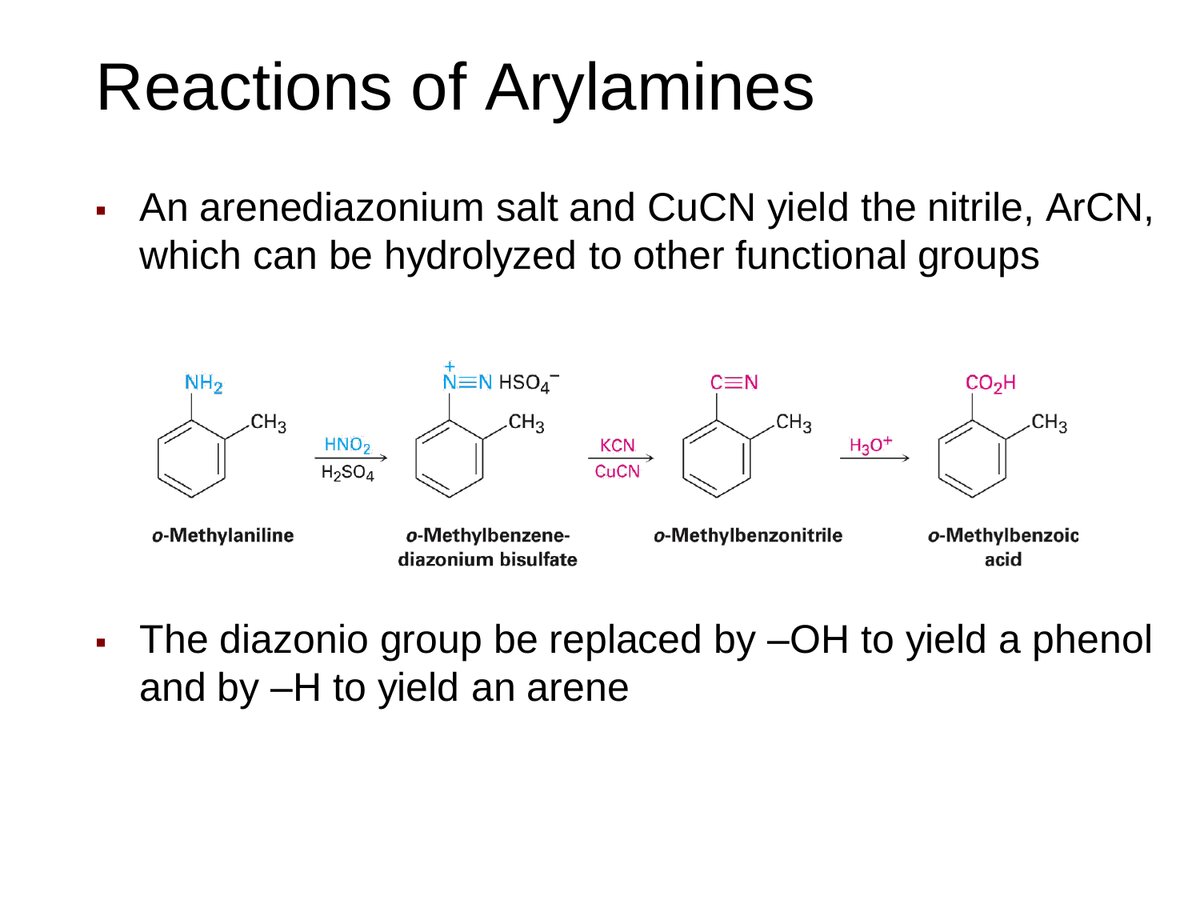 Reactions of Arylamines
▪ An arenediazonium salt and CuCN yield the nitrile, ArCN,
which can be hydrolyzed to other functional groups
NH₂
CH₃
HNO₂
H₂SO₄
+
N≡N HSO₄⁻
CH₃
KCN
CuCN
C≡N
CH₃
H₃O⁺
CO₂H
CH₃
o-Methylaniline
o-Methylbenzene-
diazonium bisulfate
o-Methylbenzonitrile
o-Methylbenzoic
acid
▪ The diazonio group be replaced by –OH to yield a phenol
and by –H to yield an arene